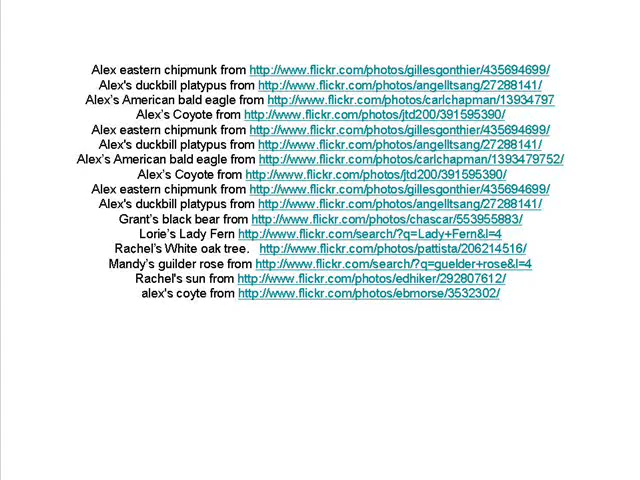 Alex eastern chipmunk from http://www.flickr.com/photos/gillesgonthier/435694699/
Alex's duckbill platypus from http://www.flickr.com/photos/angelltsang/27288141/
Alex’s American bald eagle from http://www.flickr.com/photos/carlchapman/13934797
Alex’s Coyote from http://www.flickr.com/photos/jtd200/391595390/
Alex eastern chipmunk from http://www.flickr.com/photos/gillesgonthier/435694699/
Alex's duckbill platypus from http://www.flickr.com/photos/angelltsang/27288141/
Alex’s American bald eagle from http://www.flickr.com/photos/carlchapman/1393479752/
Alex’s Coyote from http://www.flickr.com/photos/jtd200/391595390/
Alex eastern chipmunk from http://www.flickr.com/photos/gillesgonthier/435694699/
Alex's duckbill platypus from http://www.flickr.com/photos/angelltsang/27288141/
Grant’s black bear from http://www.flickr.com/photos/chascar/553955883/
Lorie’s Lady Fern http://www.flickr.com/search/?q=Lady+Fern&l=4
Rachel’s White oak tree. http://www.flickr.com/photos/pattista/206214516/
Mandy’s guilder rose from http://www.flickr.com/search/?q=guelder+rose&l=4
Rachel's sun from http://www.flickr.com/photos/edhiker/292807612/
alex's coyte from http://www.flickr.com/photos/ebmorse/3532302/